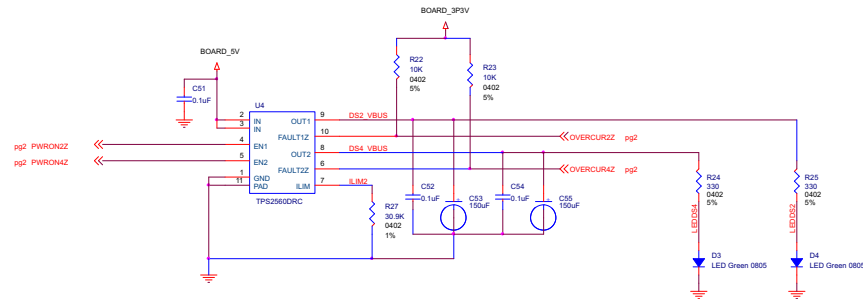 BOARD_3P3V
BOARD_5V
R22
10K
0402
5%
R23
10K
0402
5%
C51
0.1uF
U4
2
IN
3
IN
4
EN1
5
EN2
1
GND
11
PAD
OUT1
9
FAULT1Z
10
OUT2
8
FAULT2Z
6
ILIM
7
TPS2560DRC
DS2_VBUS
DS4_VBUS
ILIM2
pg2 PWRON2Z
pg2 PWRON4Z
OVERCUR2Z pg2
OVERCUR4Z pg2
R27
30.9K
0402
1%
C52
0.1uF
C53
150uF
+
C54
0.1uF
C55
150uF
+
R24
330
0402
5%
R25
330
0402
5%
LEDDS4
LEDDS2
D3
LED Green 0805
D4
LED Green 0805